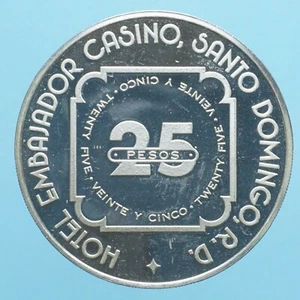 HOTEL EMBAJADOR CASINO, SANTO DOMINGO, R. D.
TWENTY FIVE · VEINTE Y CINCO · TWENTY FIVE, VEINTE Y CINCO ·
25
· PESOS ·